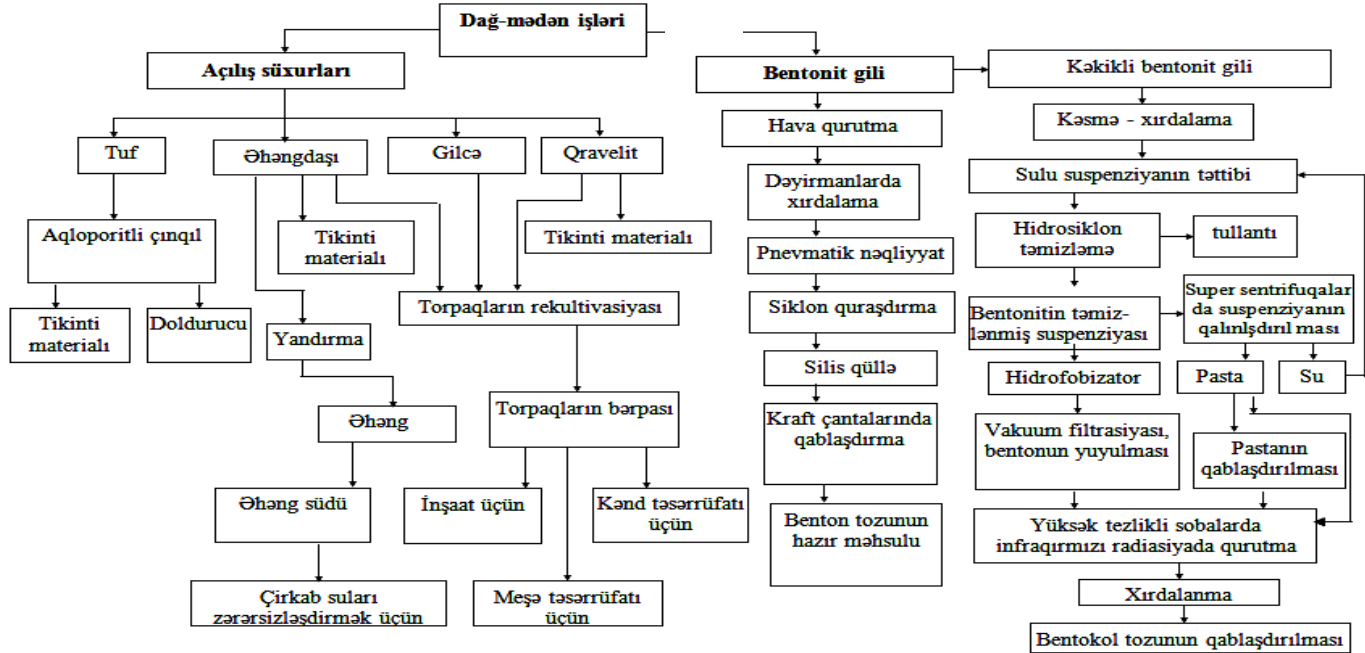 Dağ-mədən işləri
Açılış süxurları
Bentonit gili
Kəkikli bentonit gili
Tuf
Əhəngdaşı
Gilcə
Qravelit
Hava qurutma
Kəsmə - xırdalama
Dəyirmanlarda
xırdalama
Sulu suspenziyanın təttibi
Aqloporitli çınqıl
Tikinti
materialı
Tikinti materialı
Pnevmatik nəqliyyat
Hidrosiklon
təmizləmə
tullantı
Tikinti
materialı
Doldurucu
Yandırma
Torpaqların rekultivasiyası
Siklon quraşdırma
Bentonitin təmiz-
lənmiş suspenziyası
Super sentrifuqalar
da suspenziyanın
qalınlşdırıl ması
Silis qüllə
Hidrofobizator
Pasta
Su
Əhəng
Torpaqların bərpası
Kraft çantalarında
qablaşdırma
Vakuum filtrasiyası,
bentonun yuyulması
Pastanın
qablaşdırılması
Əhəng südü
İnşaat üçün
Kənd təsərrüfatı
üçün
Benton tozunun
hazır məhsulu
Yüksək tezlikli sobalarda
infraqırmızı radiasiyada qurutma
Çirkab suları
zərərsizləşdirmək üçün
Meşə təsərrüfatı
üçün
Xırdalanma
Bentokol tozunun qablaşdırılması